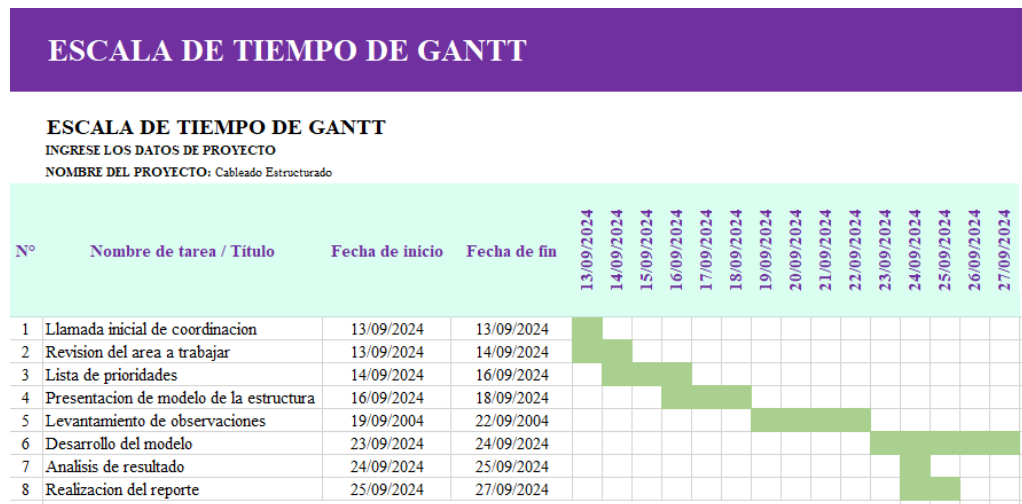 ESCALA DE TIEMPO DE GANTT
ESCALA DE TIEMPO DE GANTT
INGRESE LOS DATOS DE PROYECTO
NOMBRE DEL PROYECTO: Cableado Estructurado
N° Nombre de tarea / Título Fecha de inicio Fecha de fin 13/09/2024 14/09/2024 15/09/2024 16/09/2024 17/09/2024 18/09/2024 19/09/2024 20/09/2024 21/09/2024 22/09/2024 23/09/2024 24/09/2024 25/09/2024 26/09/2024 27/09/2024
1 Llamada inicial de coordinacion 13/09/2024 13/09/2024
2 Revision del area a trabajar 13/09/2024 14/09/2024
3 Lista de prioridades 14/09/2024 16/09/2024
4 Presentacion de modelo de la estructura 16/09/2024 18/09/2024
5 Levantamiento de observaciones 19/09/2004 22/09/2004
6 Desarrollo del modelo 23/09/2024 24/09/2024
7 Analisis de resultado 24/09/2024 25/09/2024
8 Realizacion del reporte 25/09/2024 27/09/2024